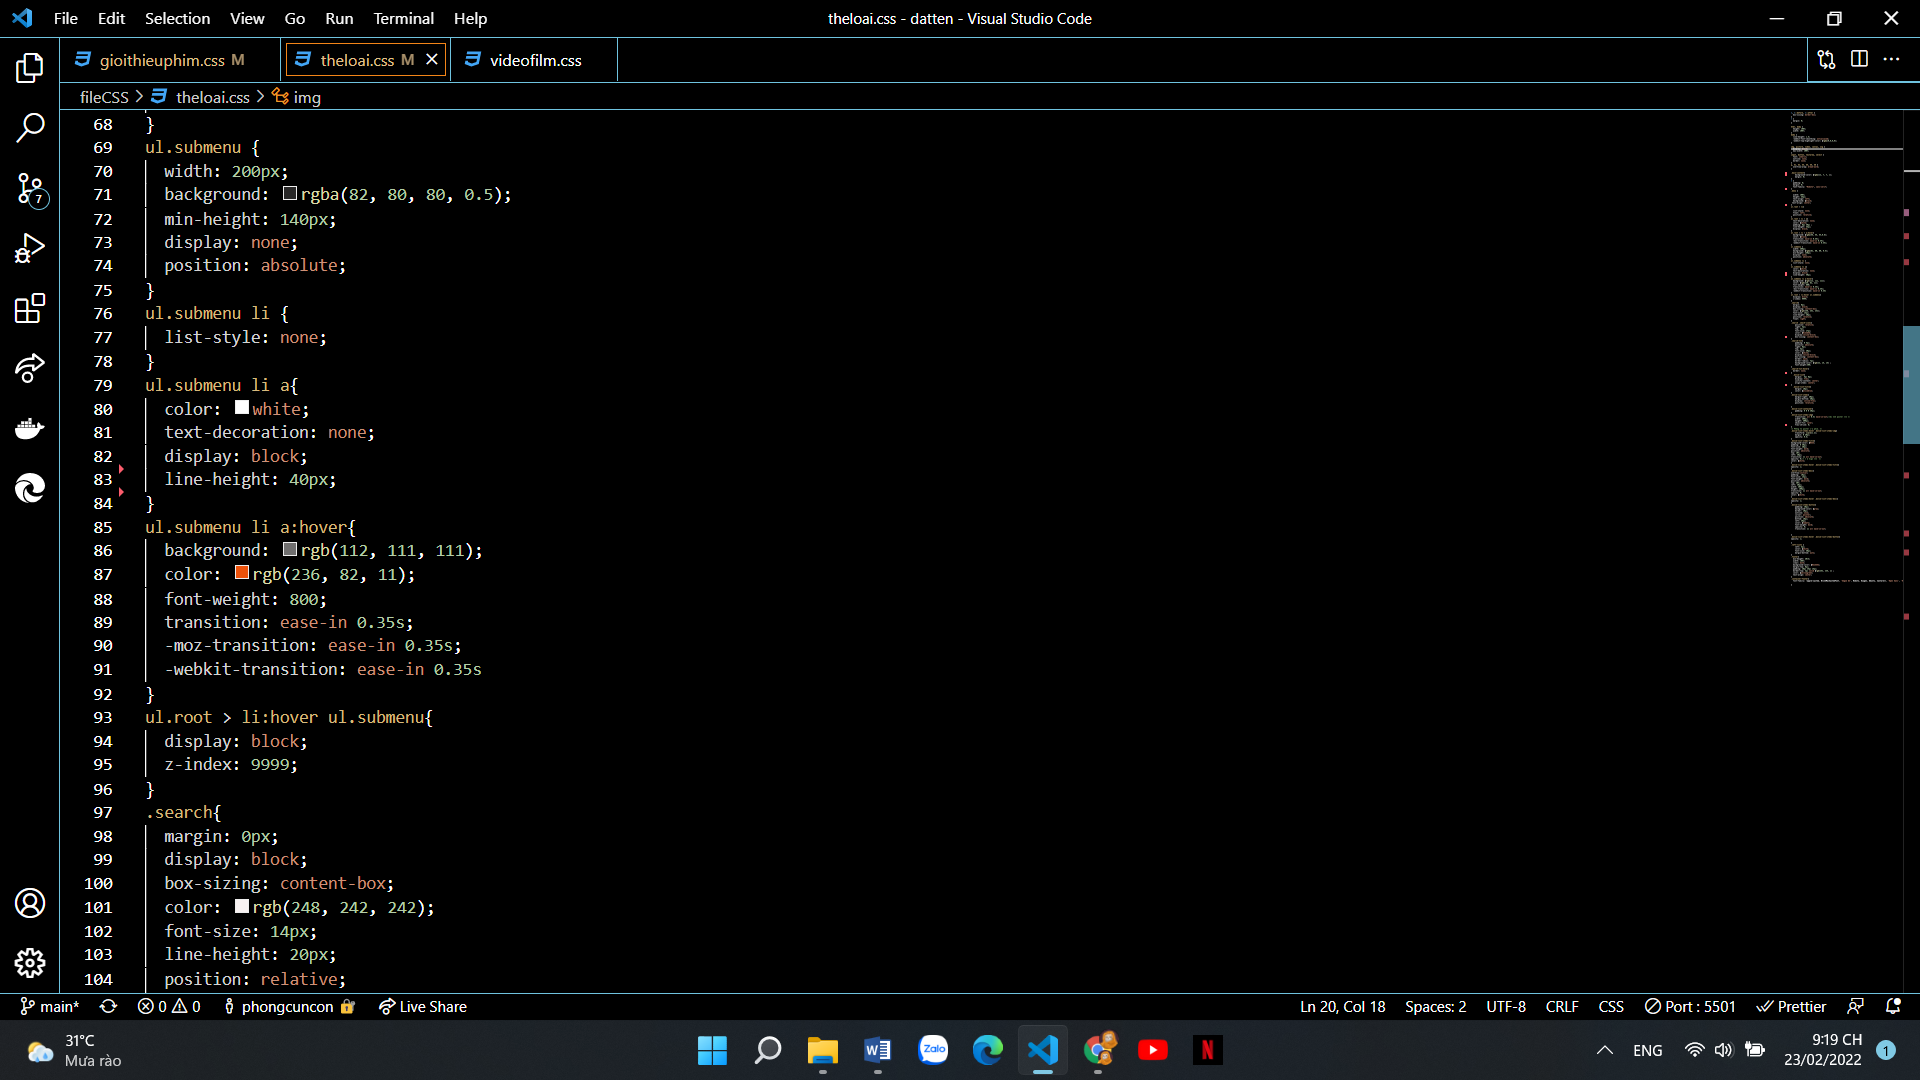 File Edit Selection View Go Run Terminal Help
theloai.css - datten - Visual Studio Code
gioithieuphim.css M
theloai.css M
videofilm.css
fileCSS > theloai.css > img
68 }
69 ul.submenu {
70 width: 200px;
71 background: rgba(82, 80, 80, 0.5);
72 min-height: 140px;
73 display: none;
74 position: absolute;
75 }
76 ul.submenu li {
77 list-style: none;
78 }
79 ul.submenu li a{
80 color: white;
81 text-decoration: none;
82 display: block;
83 line-height: 40px;
84 }
85 ul.submenu li a:hover{
86 background: rgb(112, 111, 111);
87 color: rgb(236, 82, 11);
88 font-weight: 800;
89 transition: ease-in 0.35s;
90 -moz-transition: ease-in 0.35s;
91 -webkit-transition: ease-in 0.35s
92 }
93 ul.root > li:hover ul.submenu{
94 display: block;
95 z-index: 9999;
96 }
97 .search{
98 margin: 0px;
99 display: block;
100 box-sizing: content-box;
101 color: rgb(248, 242, 242);
102 font-size: 14px;
103 line-height: 20px;
104 position: relative;
7
main* 0 0 phongcuncon Live Share
Ln 20, Col 18 Spaces: 2 UTF-8 CRLF CSS Port : 5501 Prettier
31°C
Mưa rào
Zalo
N
ENG
9:19 CH
23/02/2022
1